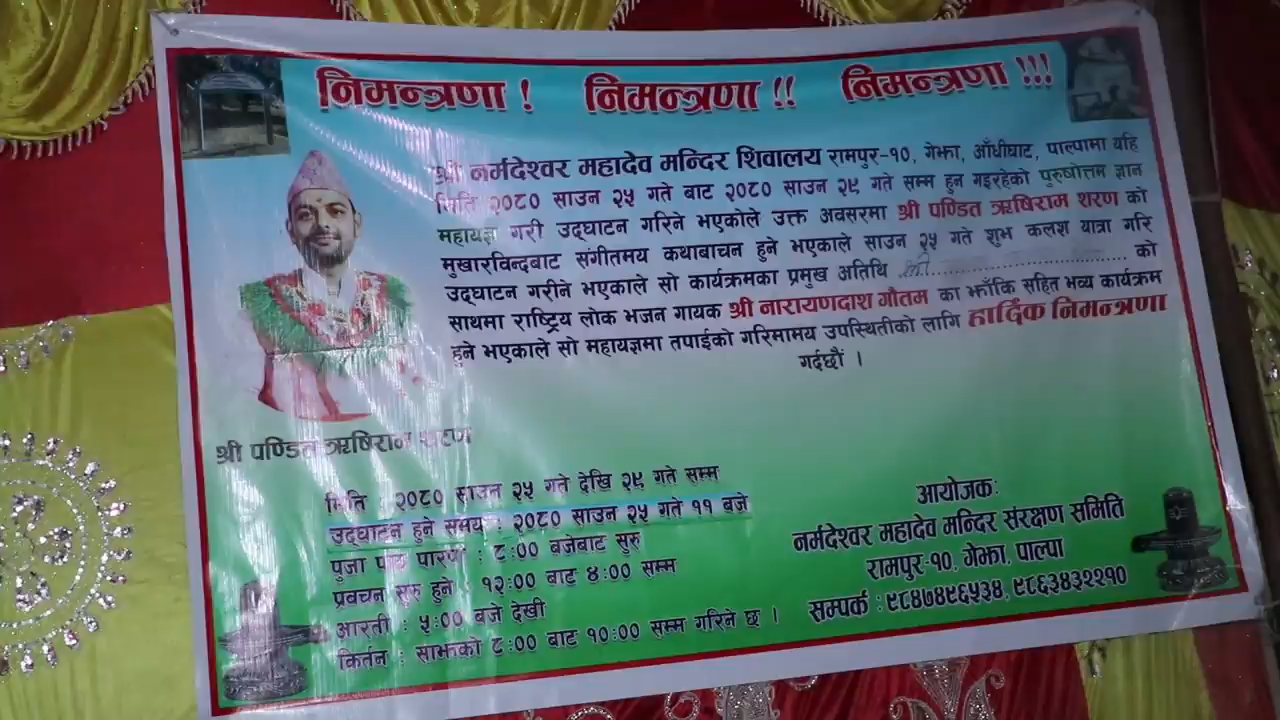 निमन्त्रणा ! निमन्त्रणा !! निमन्त्रणा !!!
श्री नर्मदेश्वर महादेव मन्दिर शिवालय रामपुर-१०, गेझा, आँधीघाट, पाल्पामा यहि
मिति २०८० साउन २५ गते बाट २०८० साउन २९ गते सम्म हुन गइरहेको पुरुषोत्तम ज्ञान
महायज्ञ गरी उद्घाटन गरिने भएकोले उक्त अवसरमा श्री पण्डित ऋषिराम शरण को
मुखारविन्दबाट संगीतमय कथाबाचन हुने भएकाले साउन २५ गते शुभ कलश यात्रा गरि
उद्घाटन गरीने भएकाले सो कार्यक्रमका प्रमुख अतिथि श्री ........................................ को
साथमा राष्ट्रिय लोक भजन गायक श्री नारायणदाश गौतम का झाँकि सहित भव्य कार्यक्रम
हुने भएकाले सो महायज्ञमा तपाईको गरिमामय उपस्थितीको लागि हार्दिक निमन्त्रणा
गर्दछौं ।
श्री पण्डित ऋषिराम शरण
मिति : २०८० साउन २५ गते देखि २९ गते सम्म
उद्घाटन हुने समय : २०८० साउन २५ गते ११ बजे
पुजा पाठ पारण : ८:०० बजेबाट सुरु
प्रवचन सुरु हुने : १२:०० बाट ४:०० सम्म
आरती : ५:०० बजे देखी
किर्तन : साझको ८:०० बाट १०:०० सम्म गरिने छ ।
आयोजकः
नर्मदेश्वर महादेव मन्दिर संरक्षण समिति
रामपुर-१०, गेझा, पाल्पा
सम्पर्क : ९८४७४९६५३४, ९८६३४३२२१०